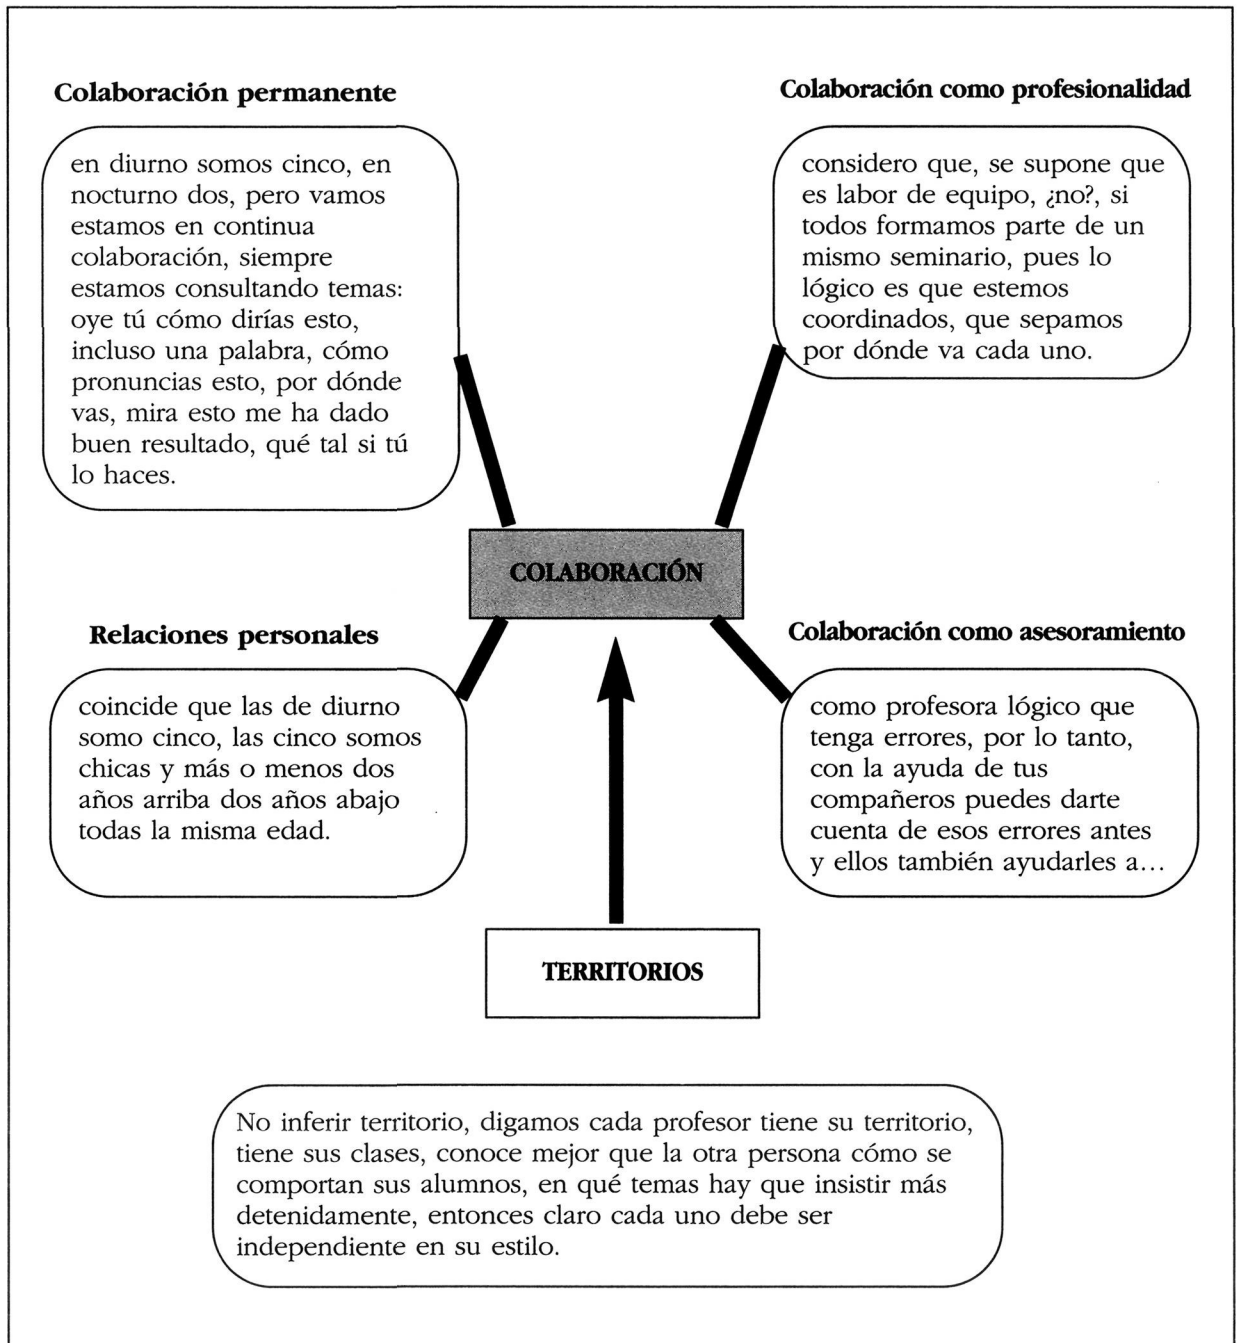 Colaboración permanente
en diurno somos cinco, en
nocturno dos, pero vamos
estamos en continua
colaboración, siempre
estamos consultando temas:
oye tú cómo dirías esto,
incluso una palabra, cómo
pronuncias esto, por dónde
vas, mira esto me ha dado
buen resultado, qué tal si tú
lo haces.
Colaboración como profesionalidad
considero que, se supone que
es labor de equipo, ¿no?, si
todos formamos parte de un
mismo seminario, pues lo
lógico es que estemos
coordinados, que sepamos
por dónde va cada uno.
COLABORACIÓN
Relaciones personales
coincide que las de diurno
somo cinco, las cinco somos
chicas y más o menos dos
años arriba dos años abajo
todas la misma edad.
Colaboración como asesoramiento
como profesora lógico que
tenga errores, por lo tanto,
con la ayuda de tus
compañeros puedes darte
cuenta de esos errores antes
y ellos también ayudarles a...
TERRITORIOS
No inferir territorio, digamos cada profesor tiene su territorio,
tiene sus clases, conoce mejor que la otra persona cómo se
comportan sus alumnos, en qué temas hay que insistir más
detenidamente, entonces claro cada uno debe ser
independiente en su estilo.